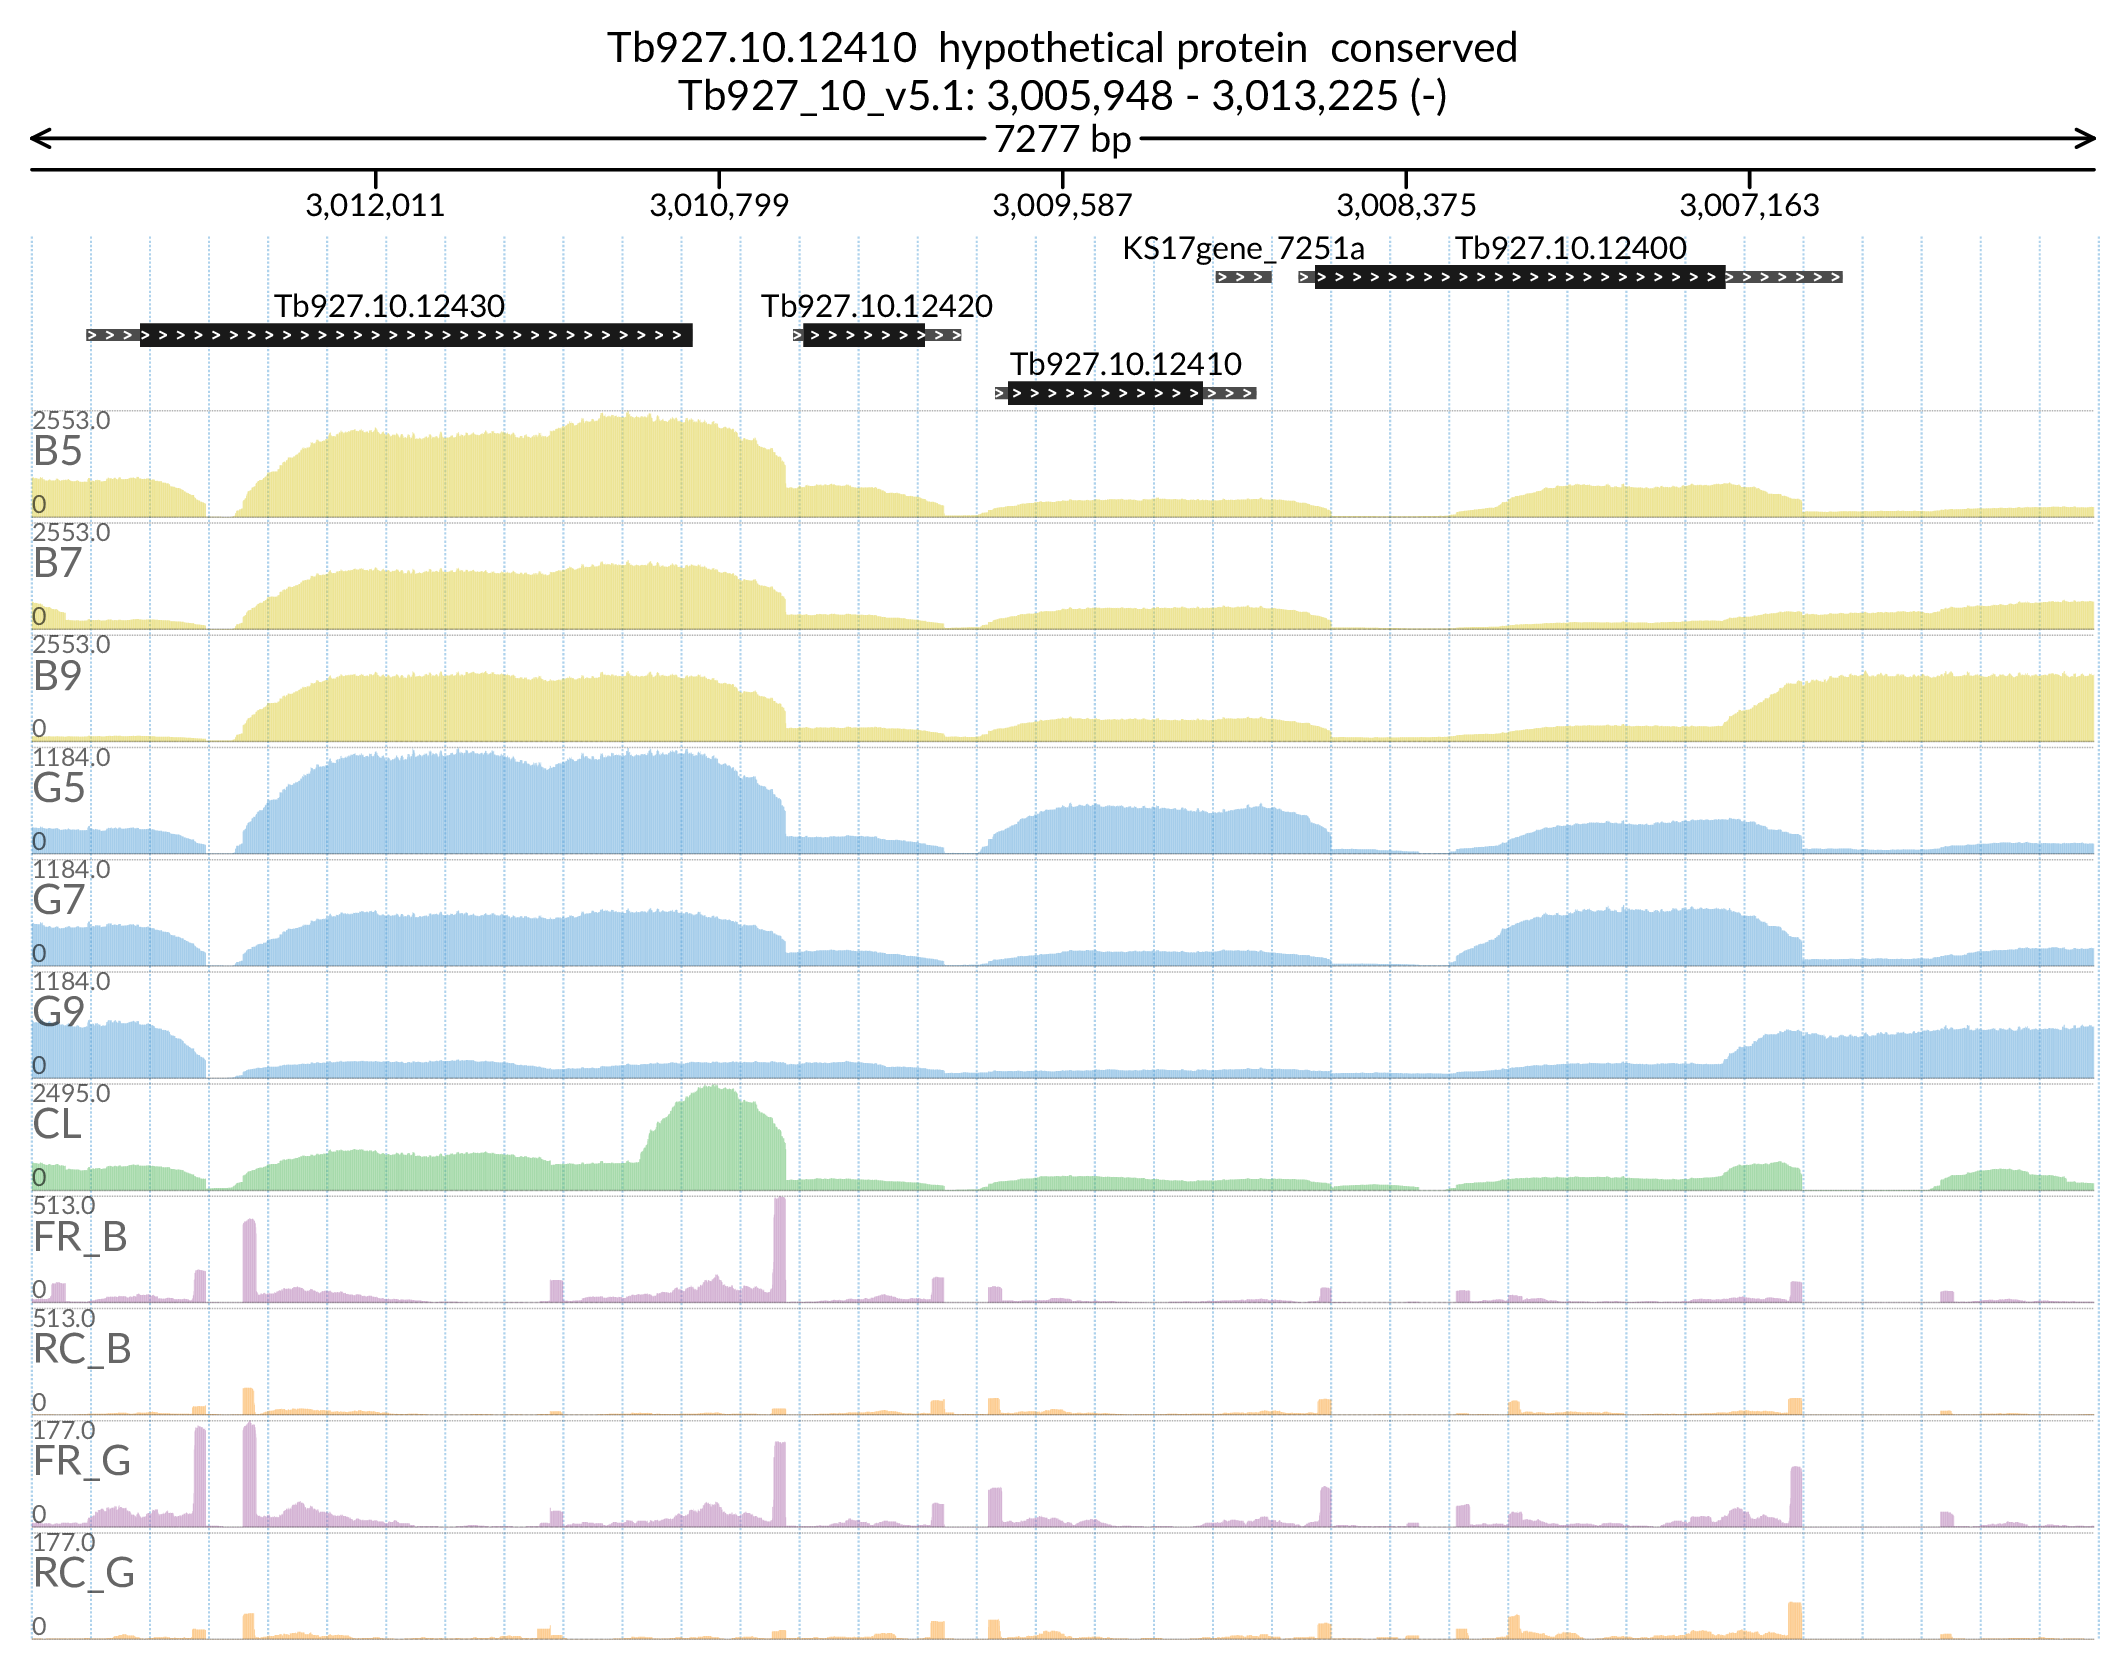 Tb927.10.12410  hypothetical protein  conserved
Tb927_10_v5.1: 3,005,948 - 3,013,225 (-)
7277 bp
3,012,011 3,010,799 3,009,587 3,008,375 3,007,163
KS17gene_7251a Tb927.10.12400
Tb927.10.12430 Tb927.10.12420
Tb927.10.12410
2553.0
B5
0
2553.0
B7
0
2553.0
B9
0
1184.0
G5
0
1184.0
G7
0
1184.0
G9
0
2495.0
CL
0
513.0
FR_B
0
513.0
RC_B
0
177.0
FR_G
0
177.0
RC_G
0